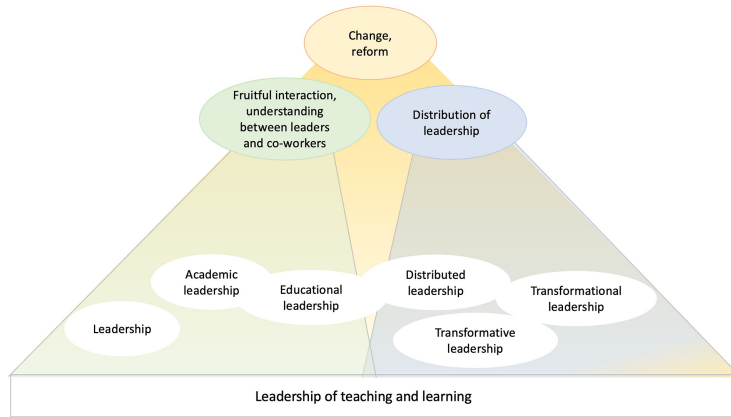 Change,
reform
Fruitful interaction,
understanding
between leaders
and co-workers
Distribution of
leadership
Academic
leadership
Educational
leadership
Distributed
leadership
Transformational
leadership
Leadership
Transformative
leadership
Leadership of teaching and learning